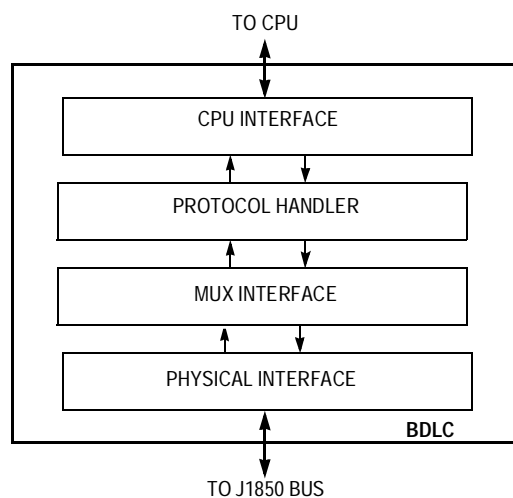 TO CPU
CPU INTERFACE
PROTOCOL HANDLER
MUX INTERFACE
PHYSICAL INTERFACE
BDLC
TO J1850 BUS